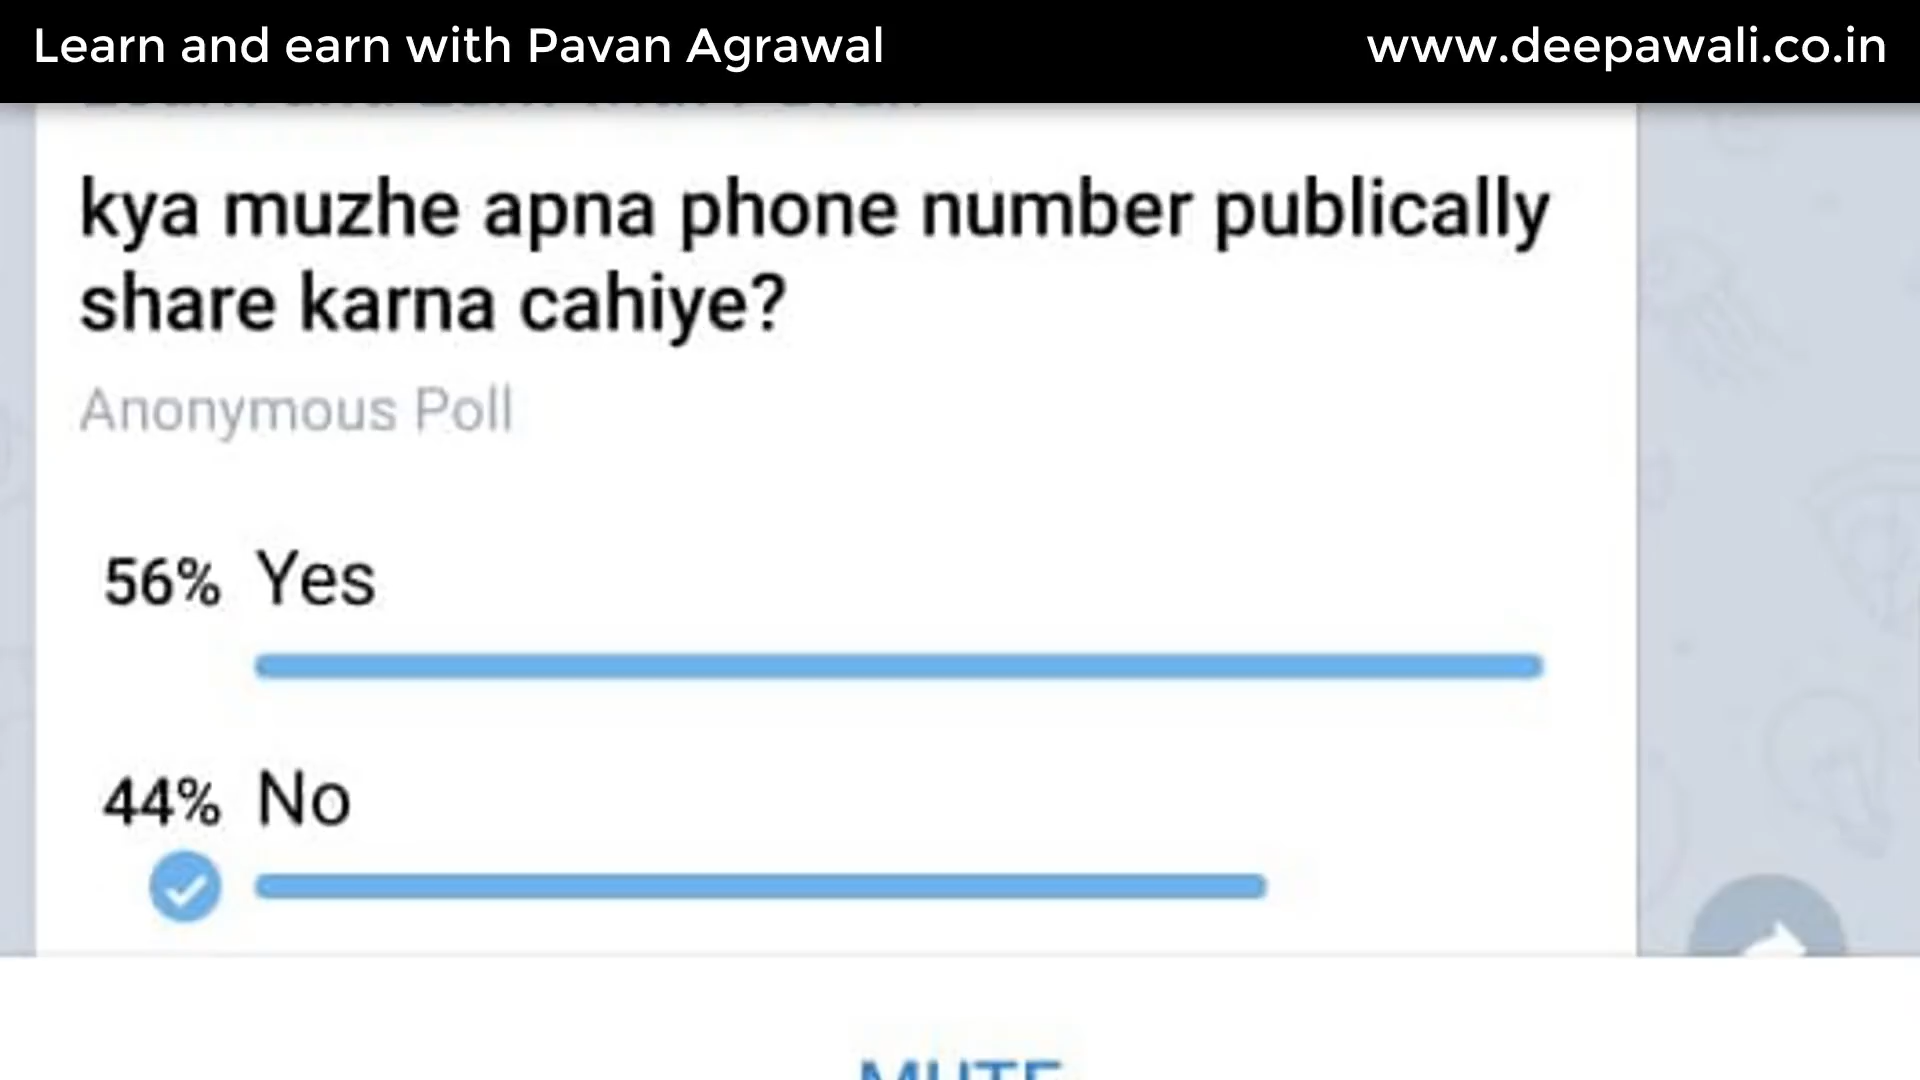 Learn and earn with Pavan Agrawal
www.deepawali.co.in
kya muzhe apna phone number publically
share karna cahiye?
Anonymous Poll
56% Yes
44% No
MUTE